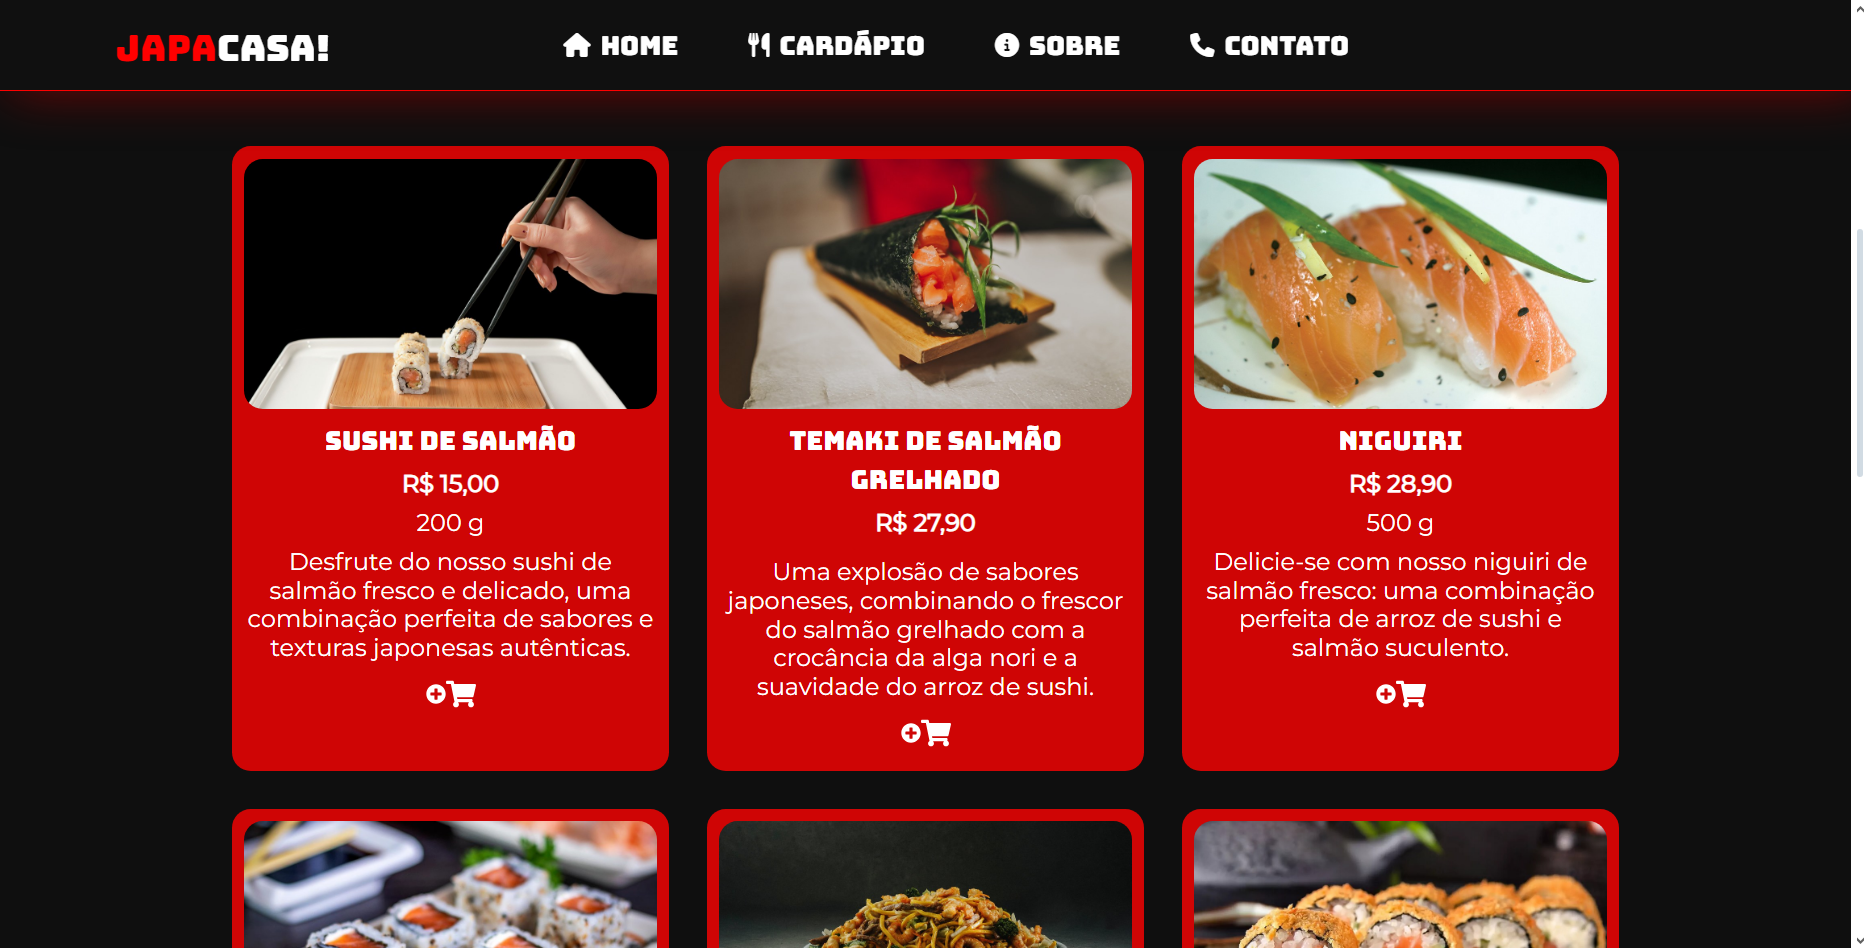 JAPACASA!
HOME
CARDÁPIO
SOBRE
CONTATO
SUSHI DE SALMÃO
R$ 15,00
200 g
Desfrute do nosso sushi de
salmão fresco e delicado, uma
combinação perfeita de sabores e
texturas japonesas autênticas.
TEMAKI DE SALMÃO
GRELHADO
R$ 27,90
Uma explosão de sabores
japoneses, combinando o frescor
do salmão grelhado com a
crocância da alga nori e a
suavidade do arroz de sushi.
NIGUIRI
R$ 28,90
500 g
Delicie-se com nosso niguiri de
salmão fresco: uma combinação
perfeita de arroz de sushi e
salmão suculento.